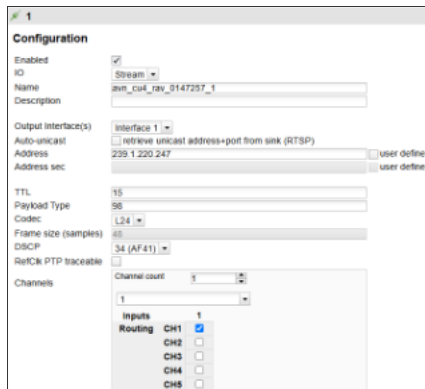 1
Configuration
Enabled
IO Stream
Name avn_cu4_rav_0147257_1
Description
Output Interface(s) Interface 1
Auto-unicast retrieve unicast address+port from sink (RTSP)
Address 239.1.220.247 user define
Address sec user define
TTL 15
Payload Type 98
Codec L24
Frame size (samples) 48
DSCP 34 (AF41)
RefClk PTP traceable
Channels Channel count 1
1
Inputs 1
Routing CH1
CH2
CH3
CH4
CH5